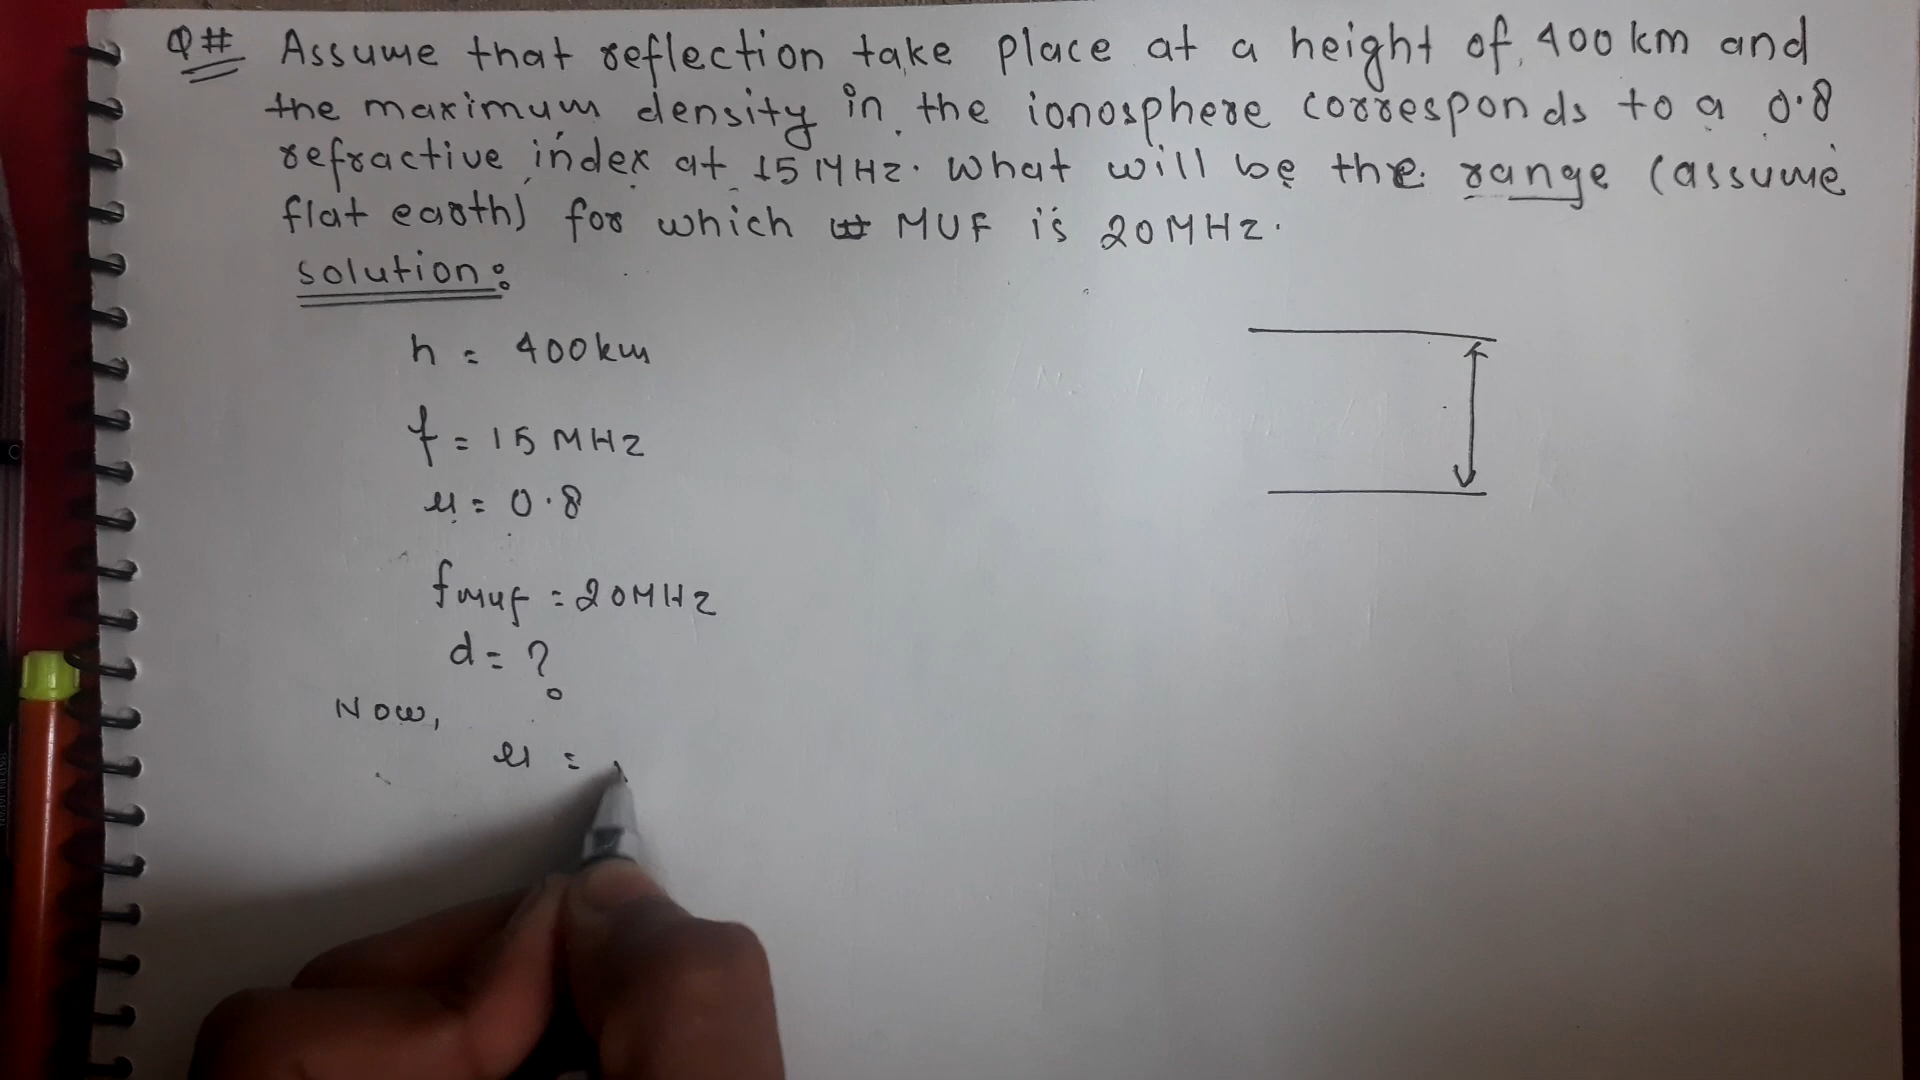 Q# Assume that reflection take place at a height of 400 km and
the maximum density in the ionosphere corresponds to a 0.8
refractive index at 15 MHz. What will be the range (assume
flat earth) for which MUF is 20 MHz.
solution:
h = 400km
f = 15 MHz
μ = 0.8
fmuf = 20MHz
d = ?
Now,
μ =